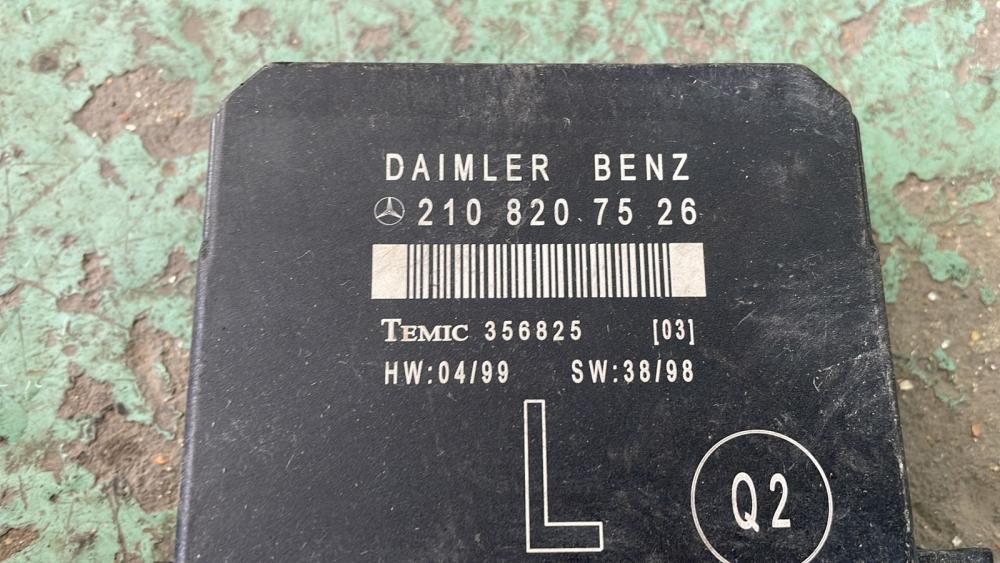 DAIMLER BENZ
210 820 75 26
TEMIC 356825 [03]
HW:04/99 SW:38/98
L
Q2